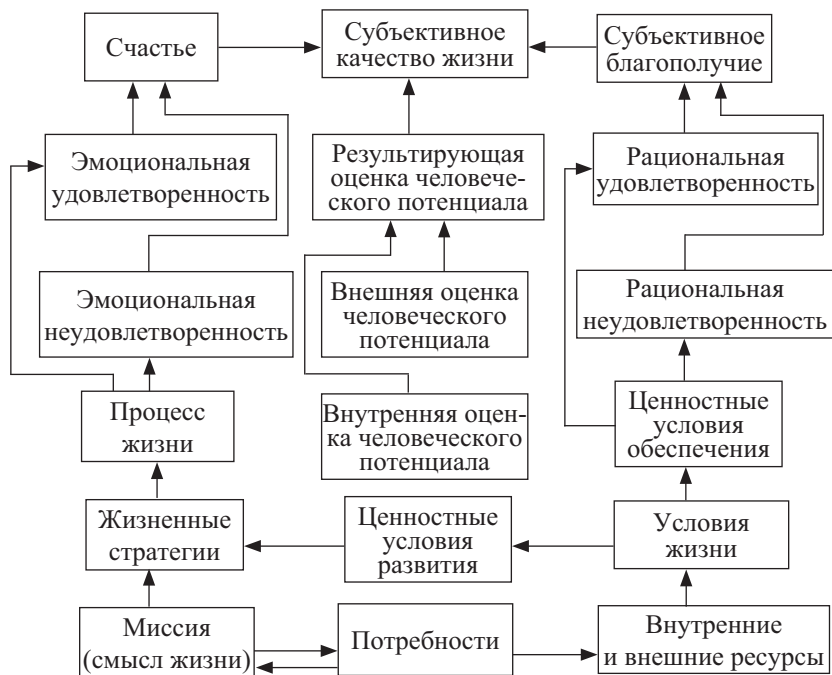 Счастье
Субъективное
качество жизни
Субъективное
благополучие
Эмоциональная
удовлетворенность
Результирующая
оценка человече-
ского потенциала
Рациональная
удовлетворенность
Эмоциональная
неудовлетворенность
Внешняя оценка
человеческого
потенциала
Рациональная
неудовлетворенность
Процесс
жизни
Внутренняя оцен-
ка человеческого
потенциала
Ценностные
условия
обеспечения
Жизненные
стратегии
Ценностные
условия
развития
Условия
жизни
Миссия
(смысл жизни)
Потребности
Внутренние
и внешние ресурсы